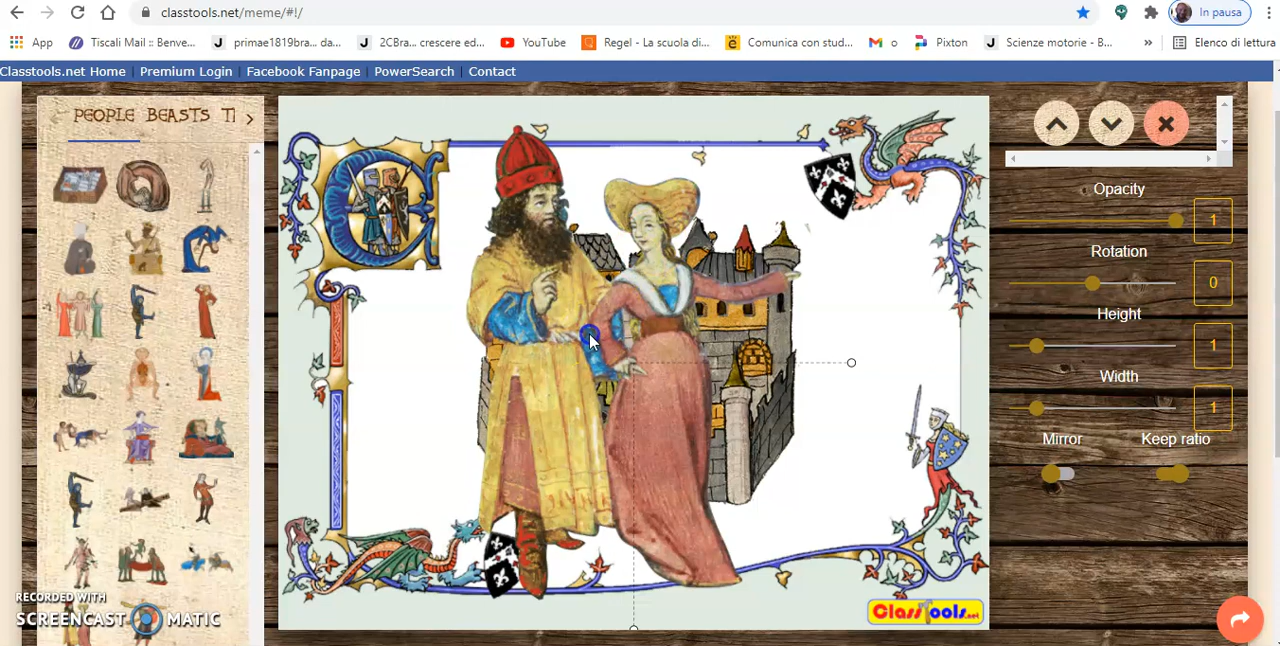 classtools.net/meme/#!/
In pausa
App
Tiscali Mail :: Benve...
primae1819bra... da...
2CBra... crescere ed...
YouTube
Regel - La scuola di...
Comunica con stud...
o
Pixton
Scienze motorie - B...
»
Elenco di lettura
Classtools.net Home | Premium Login | Facebook Fanpage | PowerSearch | Contact
PEOPLE BEASTS
Opacity
1
Rotation
0
Height
1
Width
1
Mirror
Keep ratio
RECORDED WITH
SCREENCAST MATIC
ClassTools.net